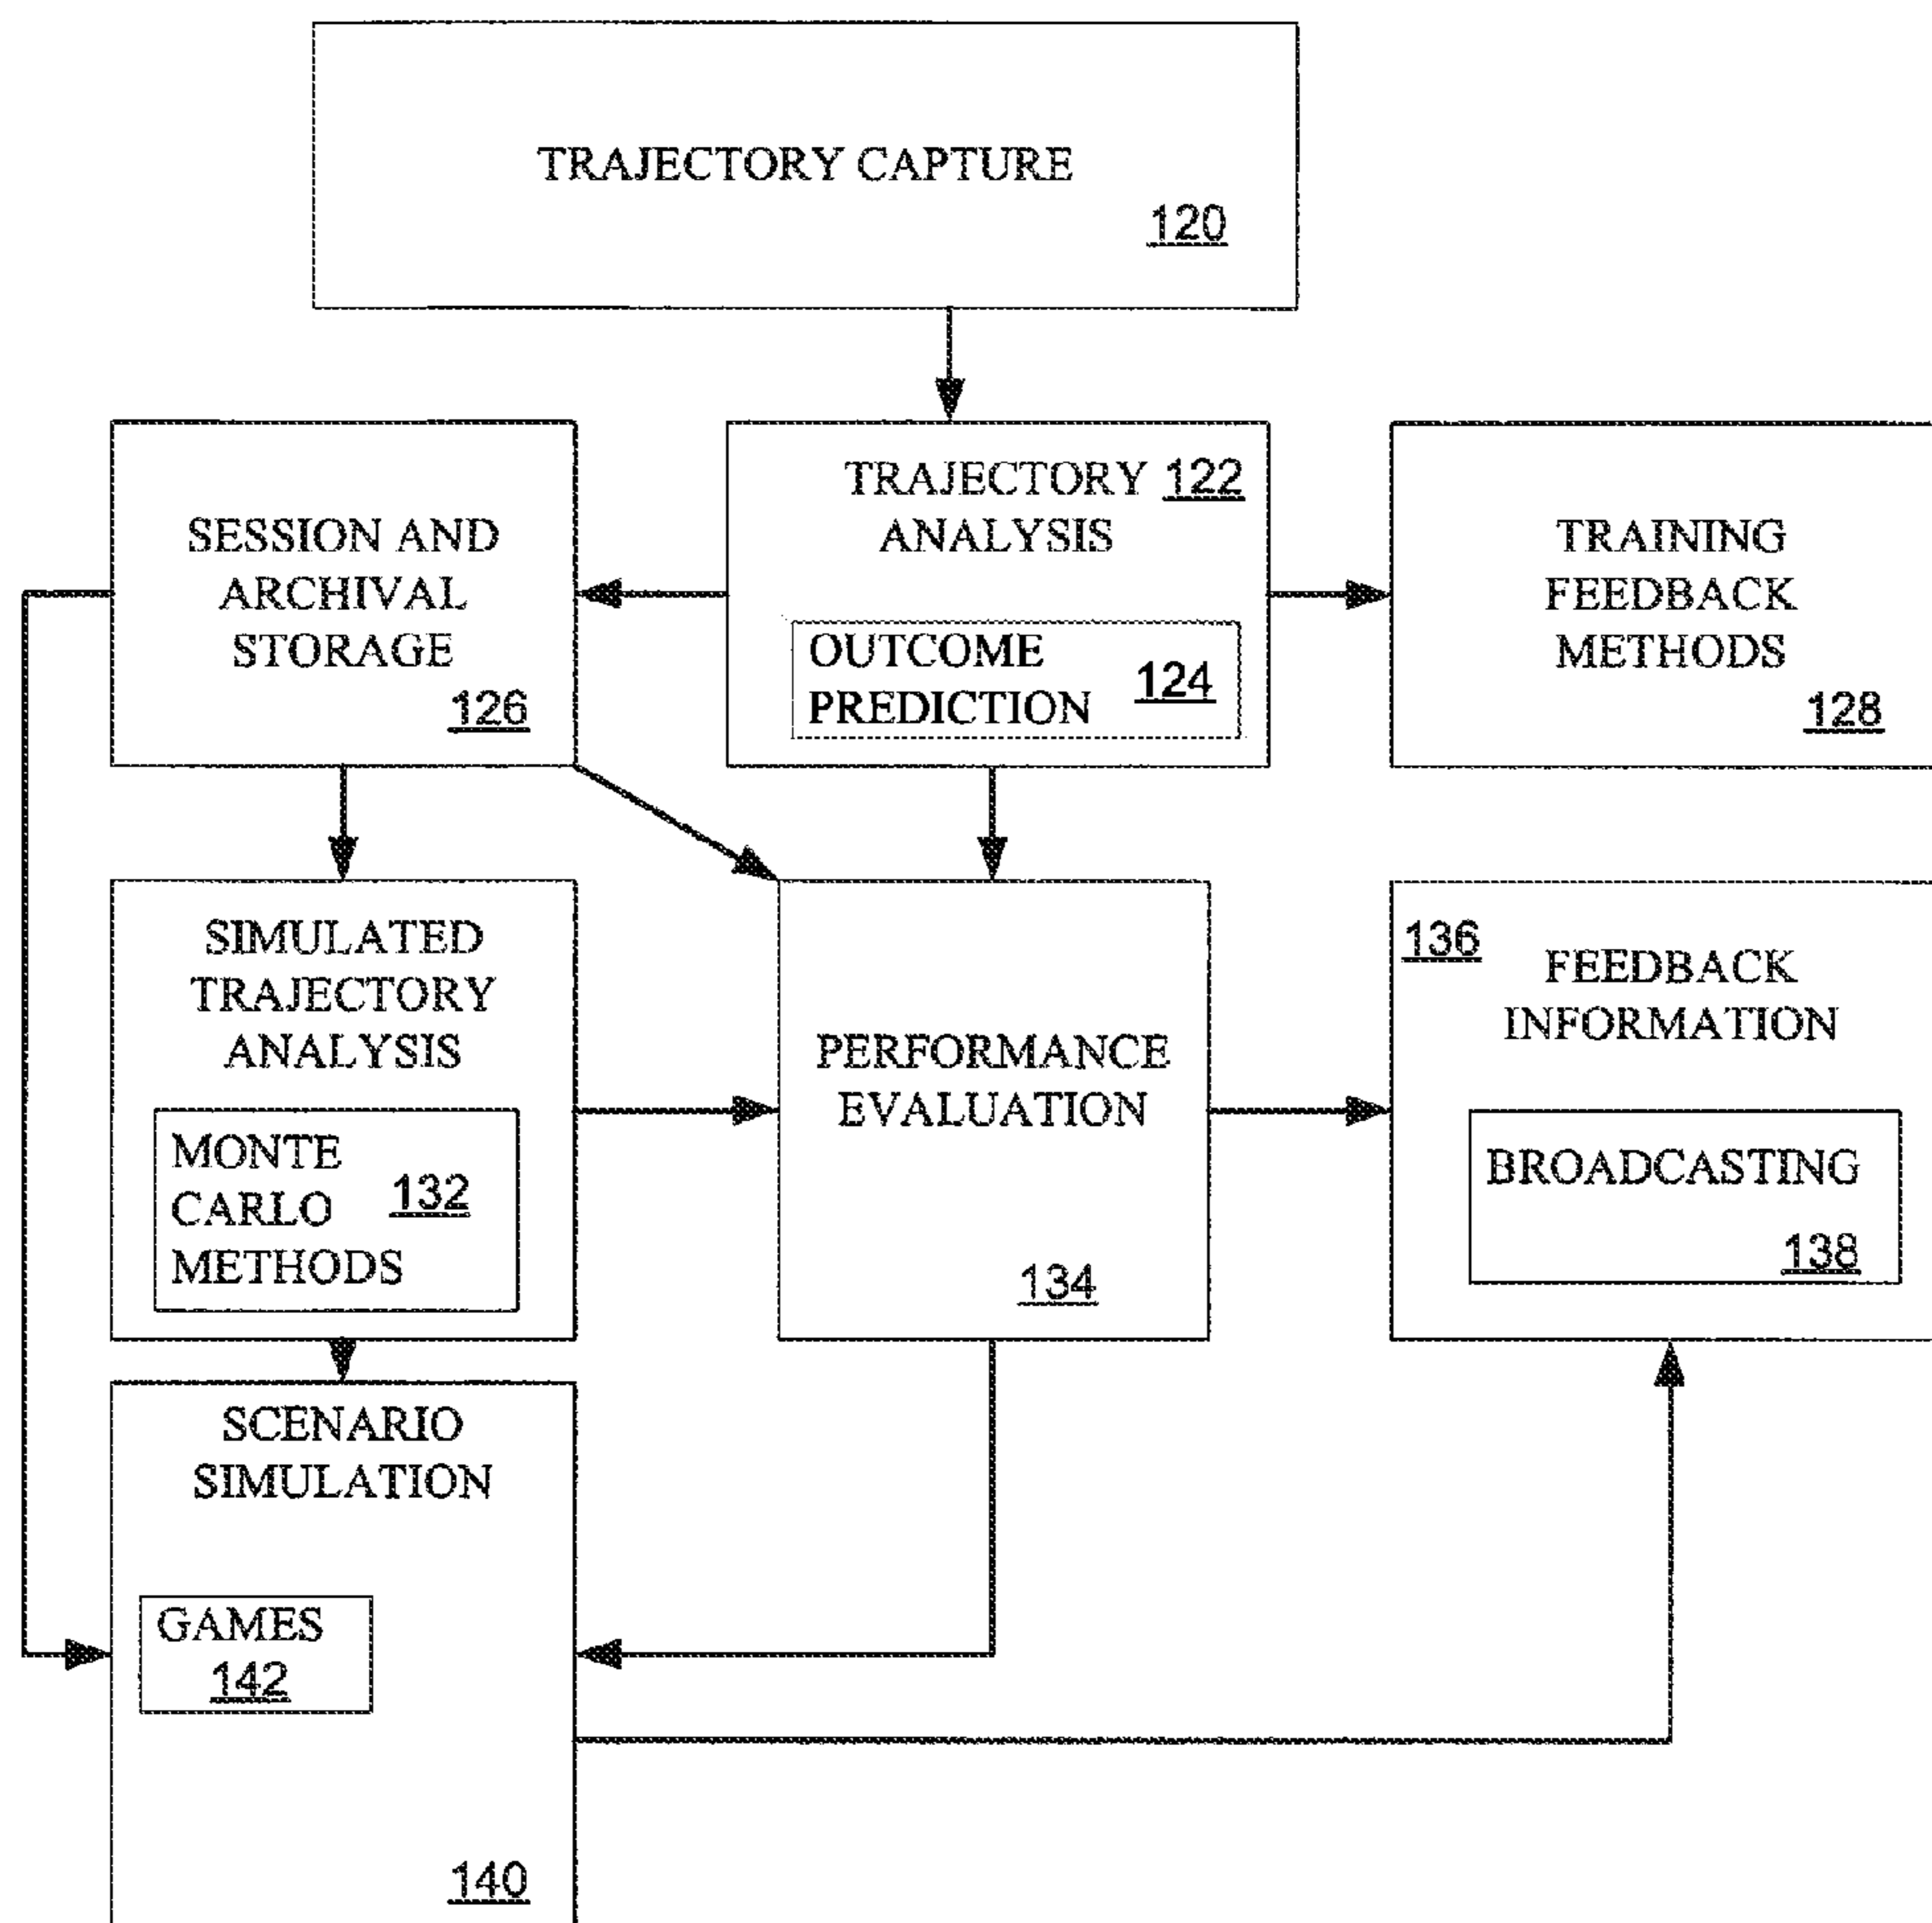 TRAJECTORY CAPTURE
120
SESSION AND
ARCHIVAL
STORAGE
126
TRAJECTORY 122
ANALYSIS
OUTCOME
PREDICTION
124
TRAINING
FEEDBACK
METHODS
128
SIMULATED
TRAJECTORY
ANALYSIS
MONTE
CARLO
METHODS
132
PERFORMANCE
EVALUATION
134
136
FEEDBACK
INFORMATION
BROADCASTING
138
SCENARIO
SIMULATION
GAMES
142
140